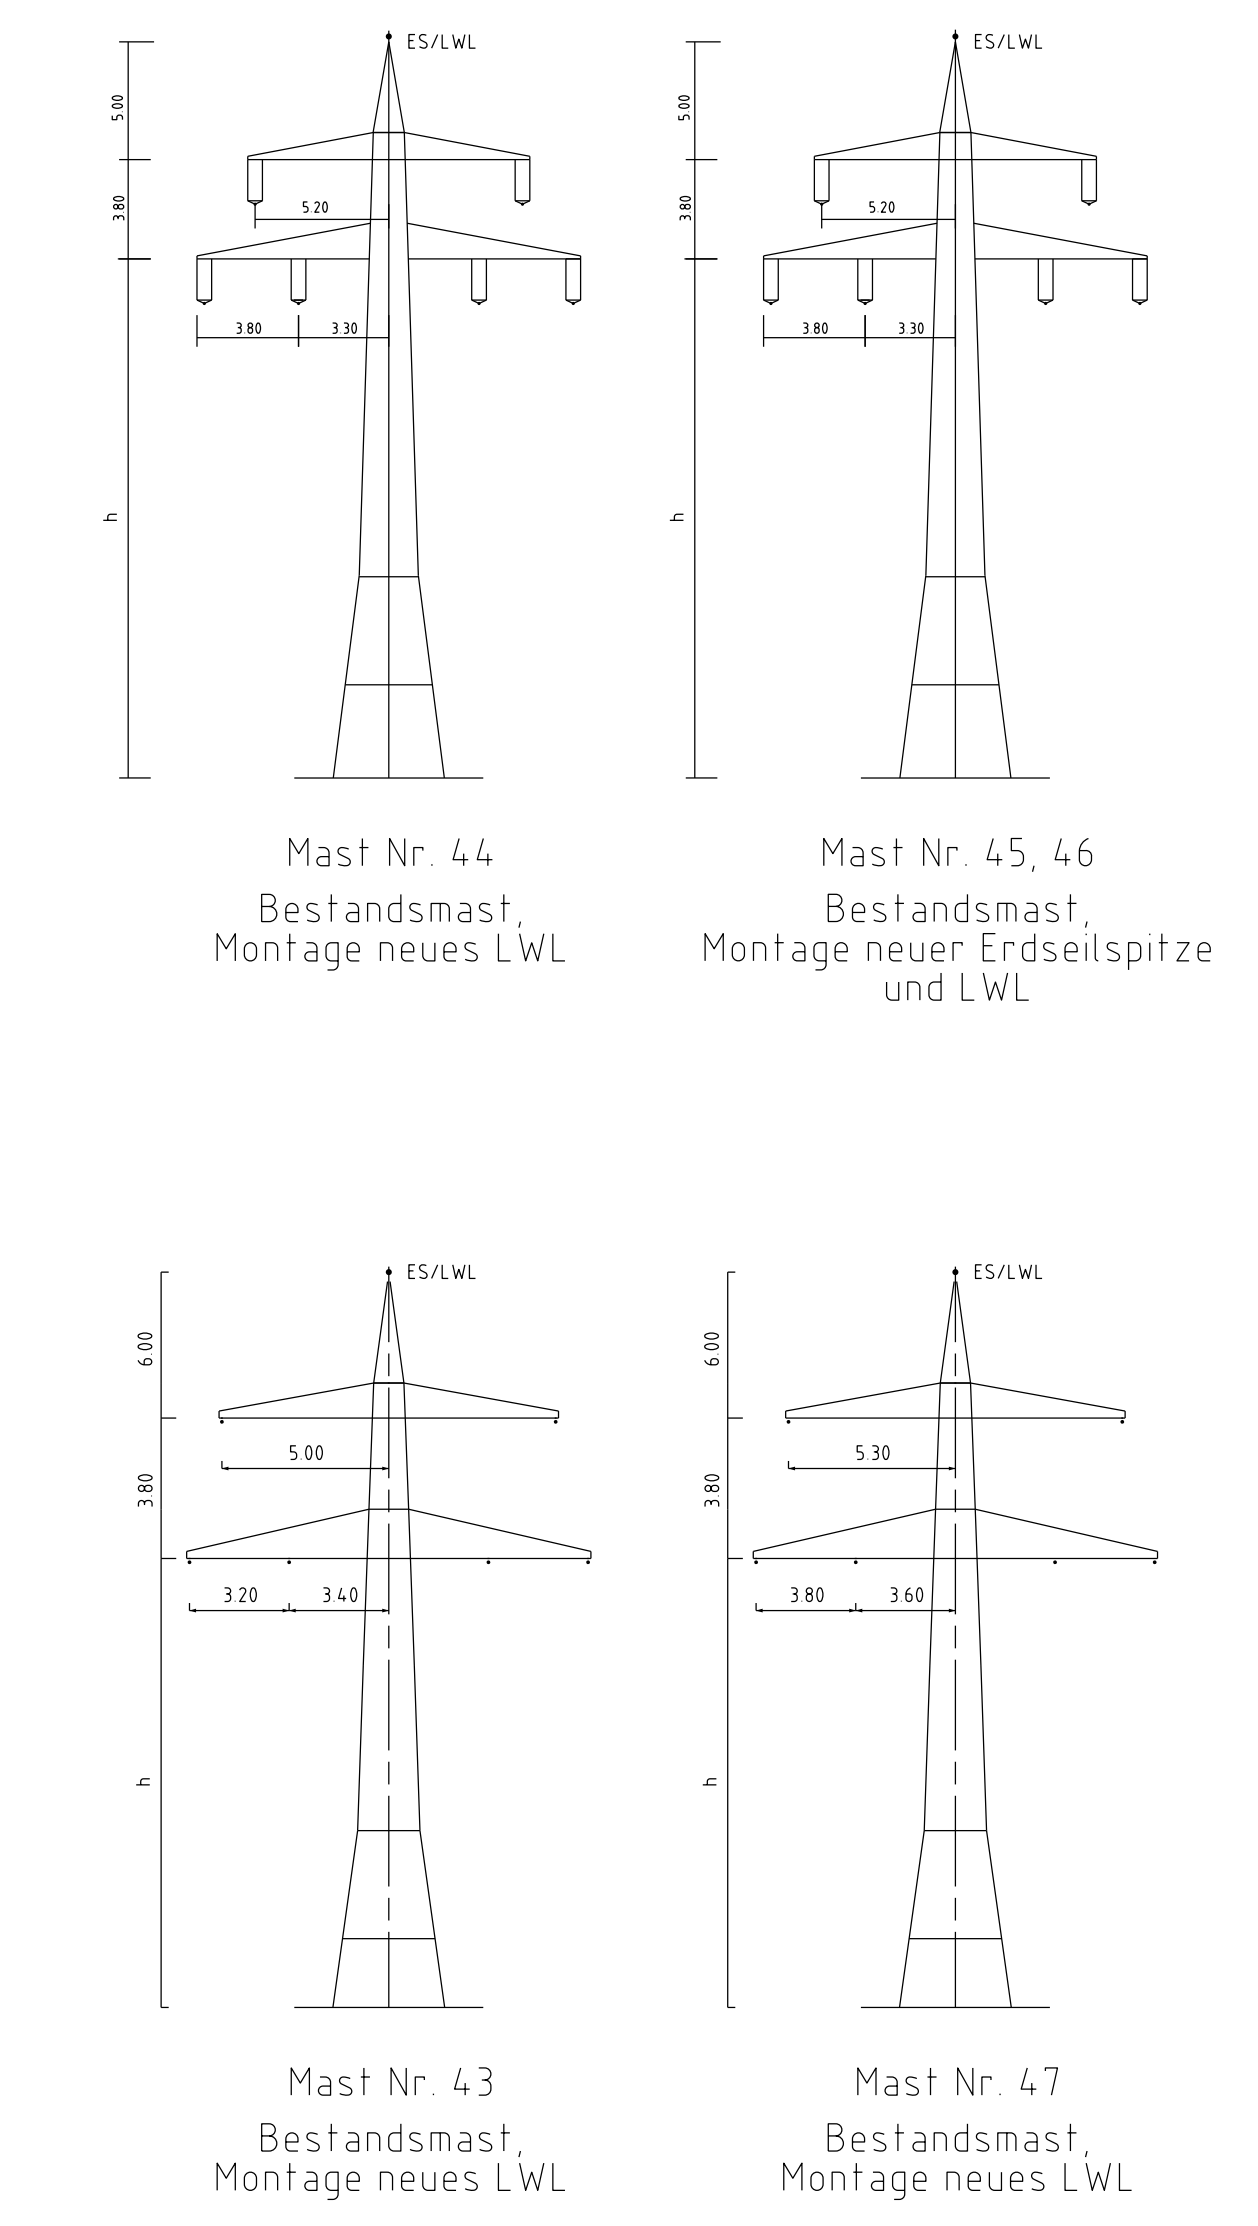 ES/LWL
5.00
3.80
5.20
3.80
3.30
h
Mast Nr. 44
Bestandsmast,
Montage neues LWL
ES/LWL
5.00
3.80
5.20
3.80
3.30
h
Mast Nr. 45, 46
Bestandsmast,
Montage neuer Erdseilspitze
und LWL
ES/LWL
6.00
5.00
3.80
3.20
3.40
h
Mast Nr. 43
Bestandsmast,
Montage neues LWL
ES/LWL
6.00
5.30
3.80
3.80
3.60
h
Mast Nr. 47
Bestandsmast,
Montage neues LWL